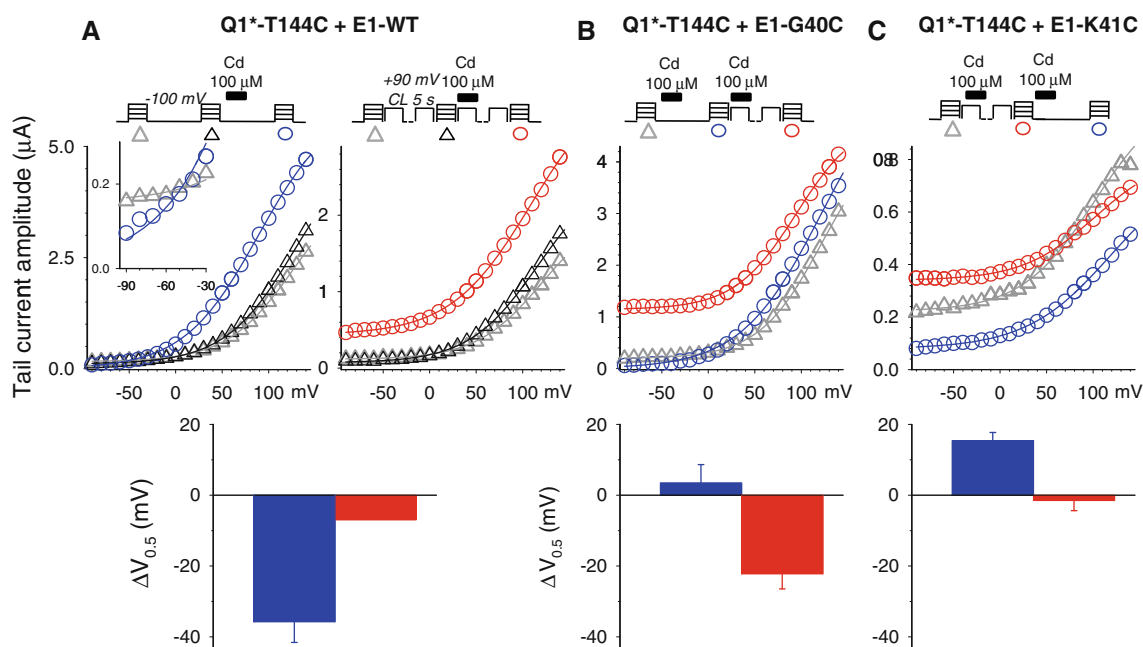 A Q1*-T144C + E1-WT
B Q1*-T144C + E1-G40C
C Q1*-T144C + E1-K41C
Cd
100 µM
-100 mV
+90 mV
CL 5 s
Cd
100 µM
Cd
100 µM
Cd
100 µM
Cd
100 µM
Cd
100 µM
Tail current amplitude (µA)
5.0
2.5
0.0
0.2
0.0
-90 -60 -30
-50 0 50 100 mV
2
1
0
-50 0 50 100
4
4
3
2
1
0
-50 0 50 100 mV
0.8
8
0.6
0.4
0.2
0.0
-50 0 50 100 mV
ΔV0.5 (mV)
20
0
-20
-40
ΔV0.5 (mV)
20
0
-20
-40
20
0
-20
-40